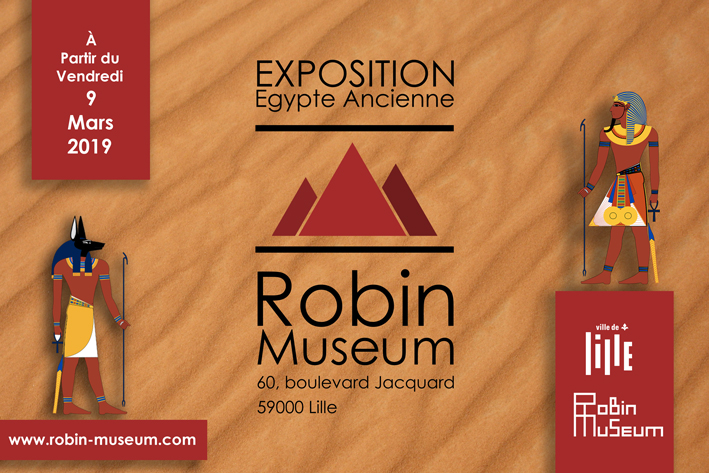 À
Partir du
Vendredi
9
Mars
2019
EXPOSITION
Egypte Ancienne
Robin
Museum
60, boulevard Jacquard
59000 Lille
www.robin-museum.com
ville de
lille
Robin
Museum